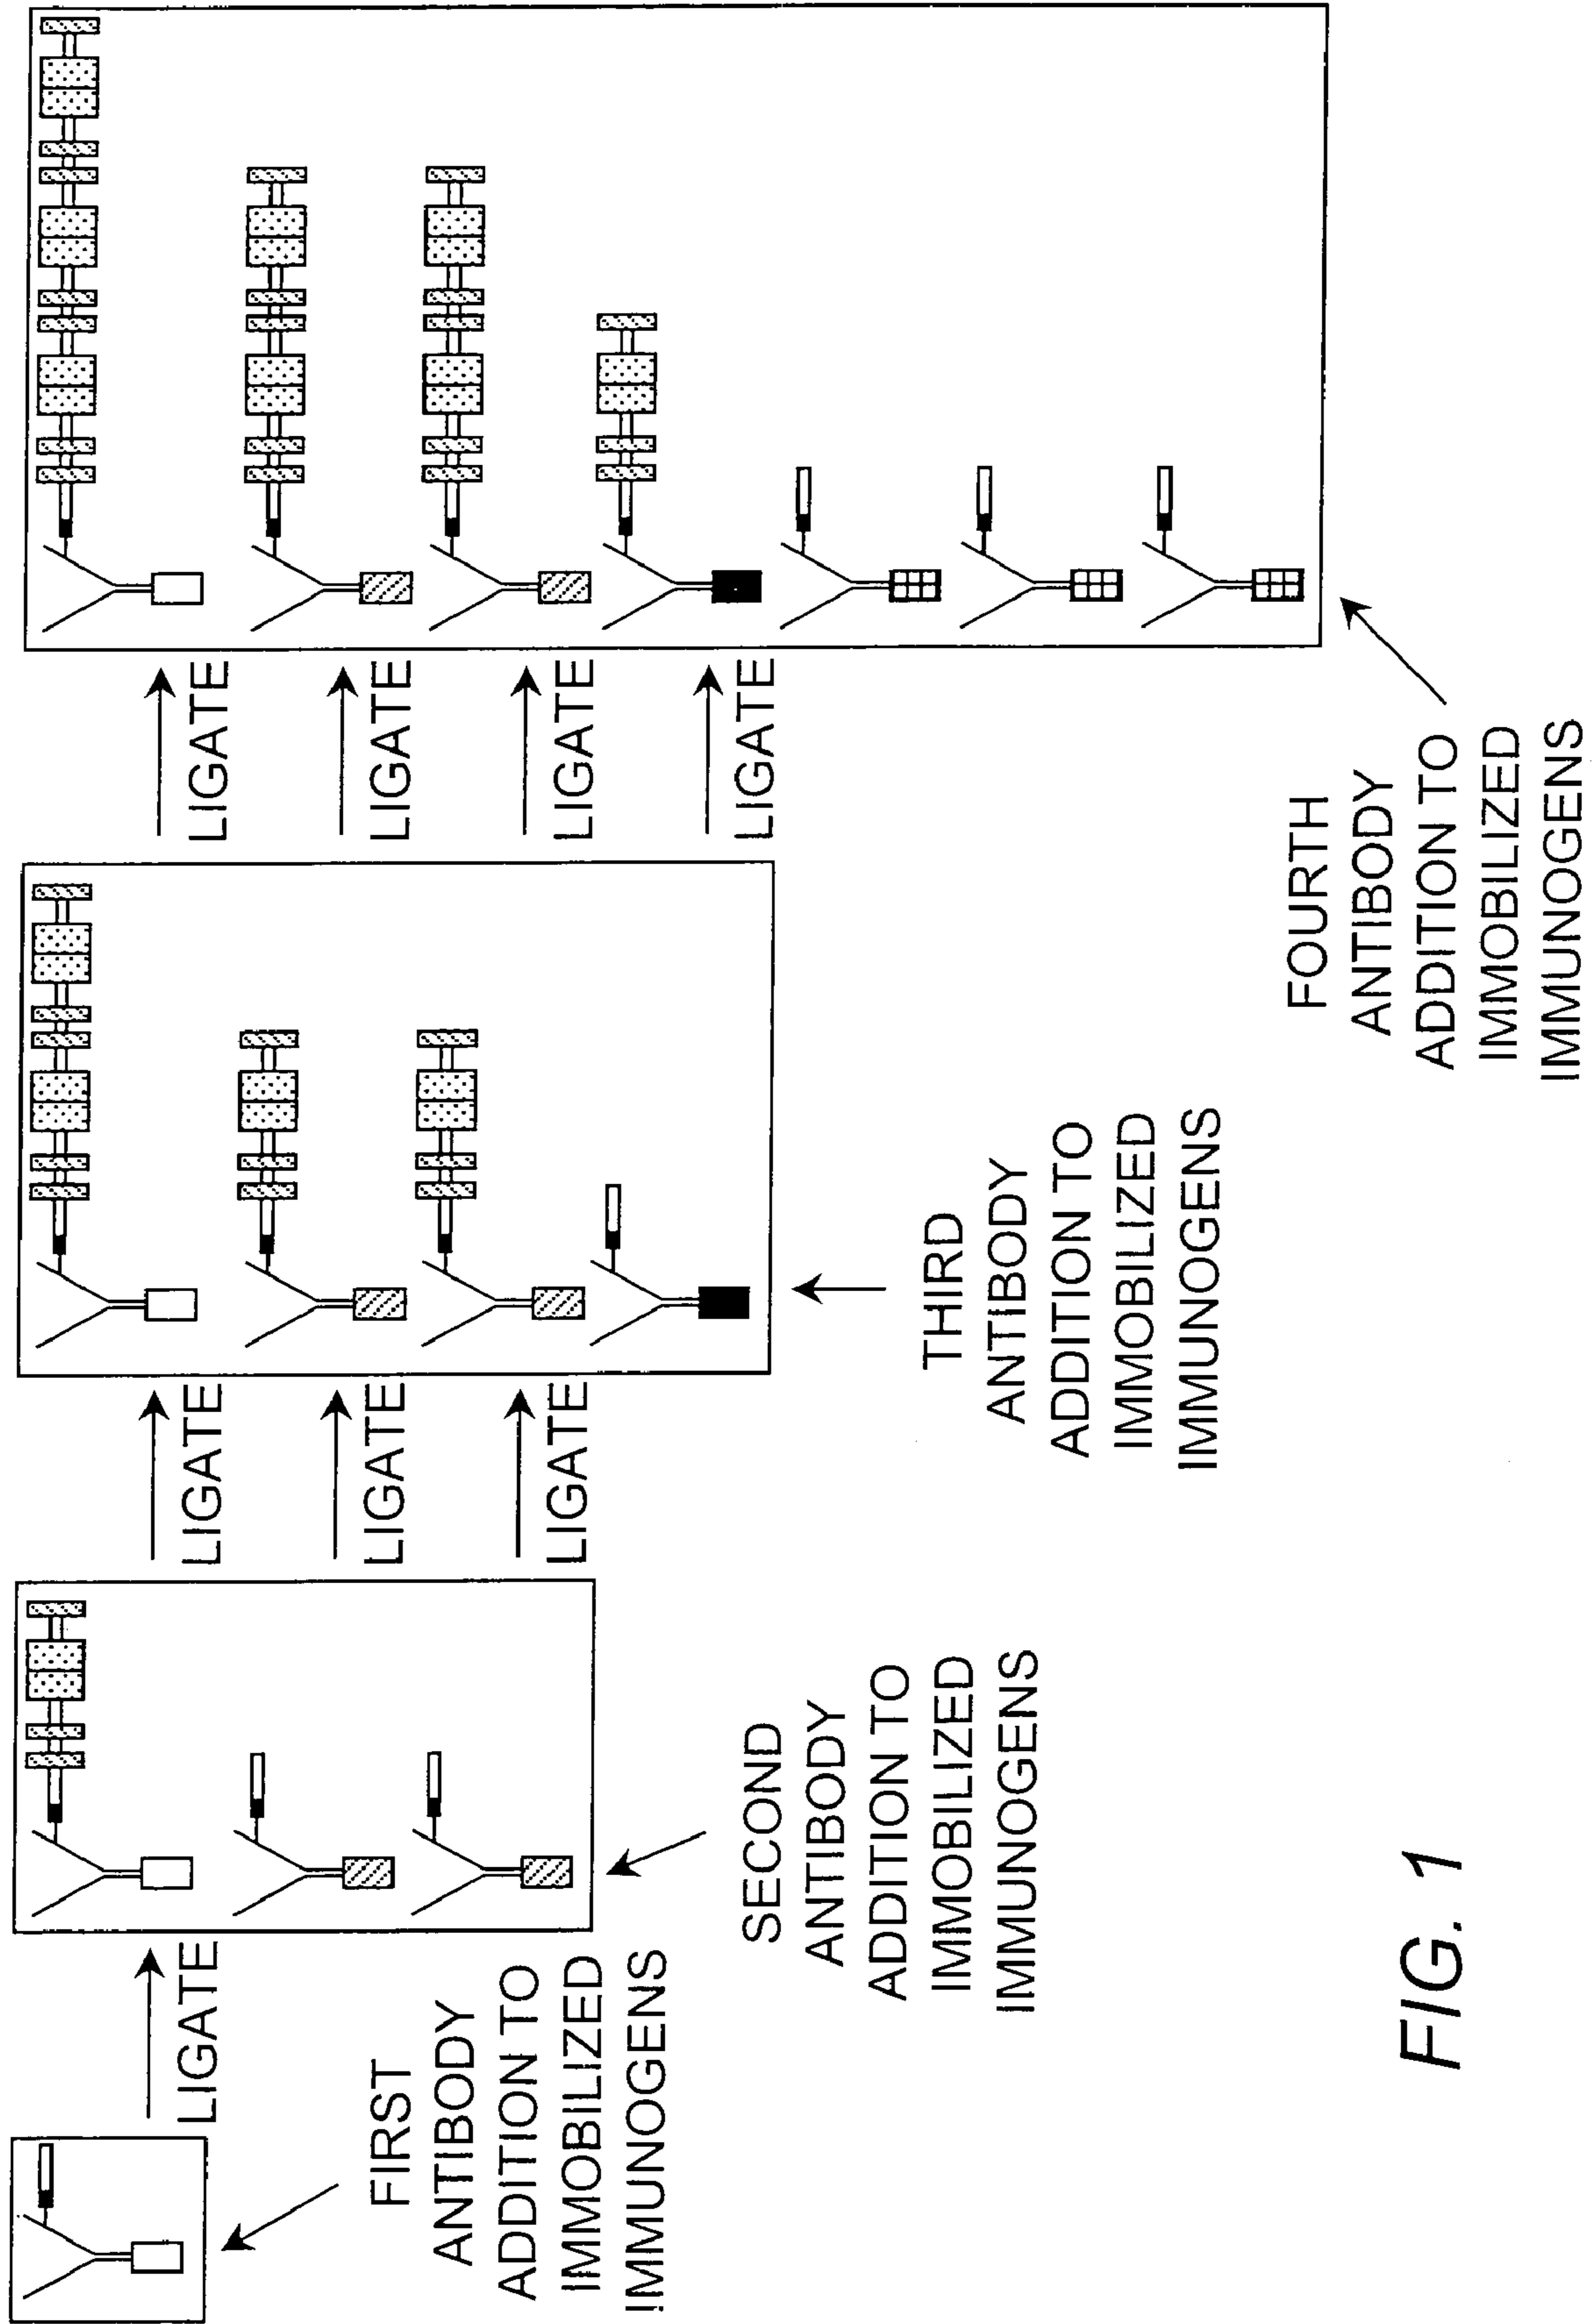 FIRST
ANTIBODY
ADDITION TO
IMMOBILIZED
IMMUNOGENS
LIGATE
SECOND
ANTIBODY
ADDITION TO
IMMOBILIZED
IMMUNOGENS
LIGATE
LIGATE
LIGATE
THIRD
ANTIBODY
ADDITION TO
IMMOBILIZED
IMMUNOGENS
LIGATE
LIGATE
LIGATE
LIGATE
FOURTH
ANTIBODY
ADDITION TO
IMMOBILIZED
IMMUNOGENS
FIG. 1